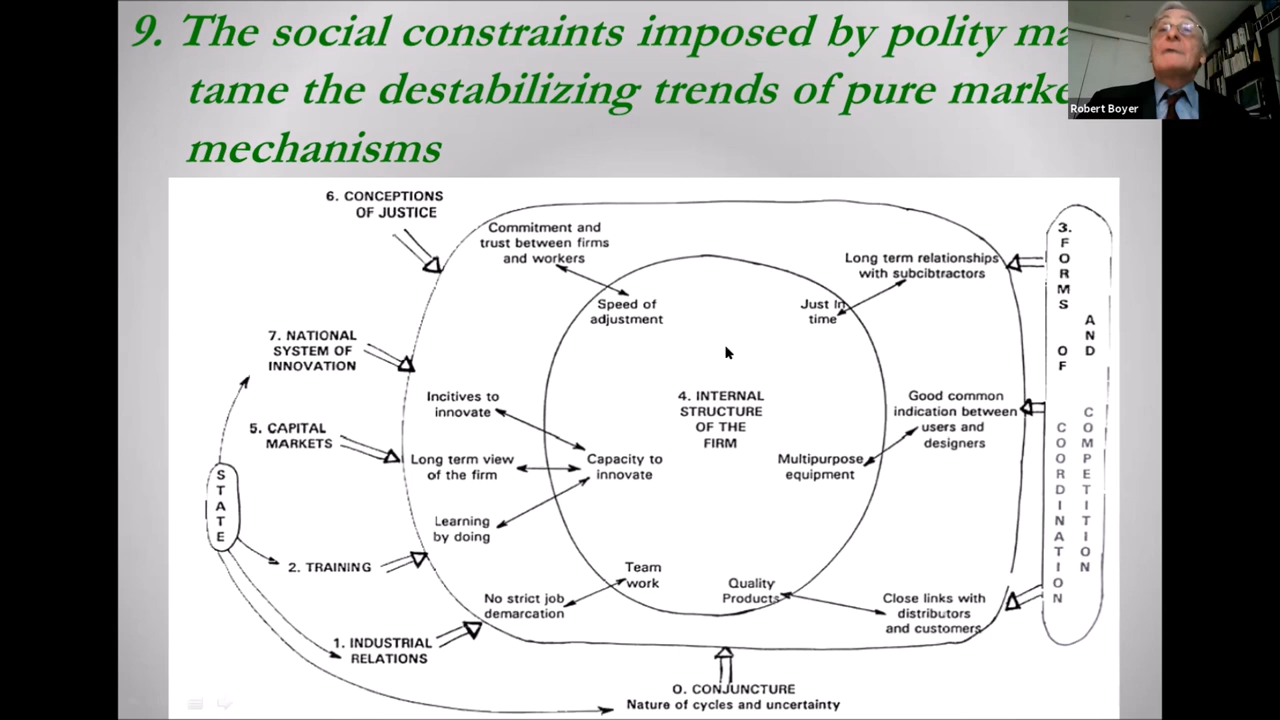 9. The social constraints imposed by polity ma
tame the destabilizing trends of pure marke
mechanisms
Robert Boyer
6. CONCEPTIONS
OF JUSTICE
Commitment and
trust between firms
and workers
Long term relationships
with subcibtractors
Speed of
adjustment
Just In
time
3. FORMS OF COORDINATION
AND COMPETITION
7. NATIONAL
SYSTEM OF
INNOVATION
Incitives to
innovate
4. INTERNAL
STRUCTURE
OF THE
FIRM
Good common
indication between
users and
designers
5. CAPITAL
MARKETS
Long term view
of the firm
Capacity to
innovate
Multipurpose
equipment
STATE
Learning
by doing
2. TRAINING
Team
work
Quality
Products
No strict job
demarcation
Close links with
distributors
and customers
1. INDUSTRIAL
RELATIONS
O. CONJUNCTURE
Nature of cycles and uncertainty